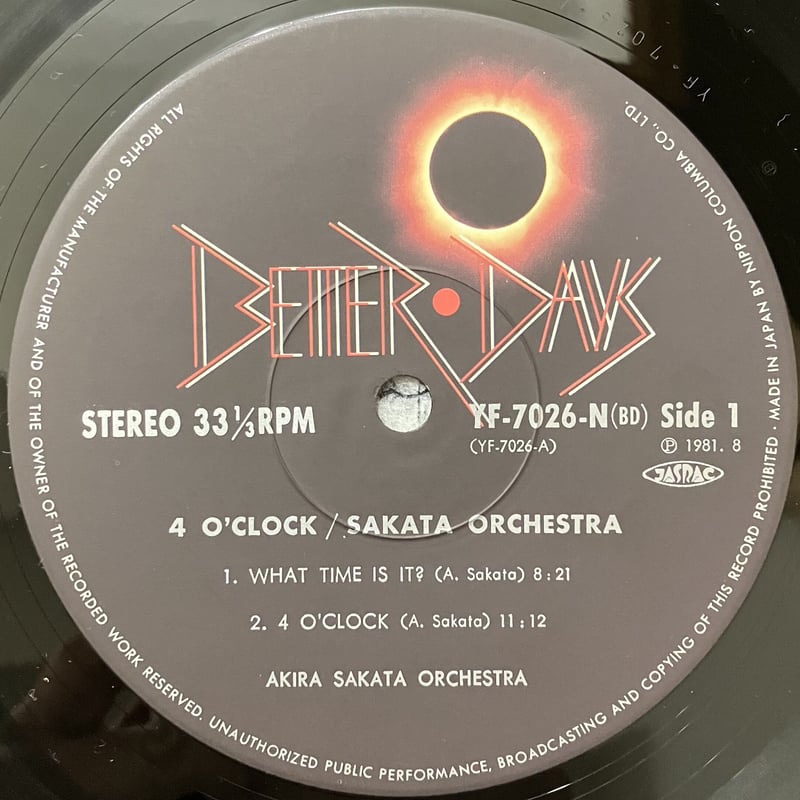 BETTER DAYS
STEREO 33⅓RPM
YF-7026-N(BD) Side 1
(YF-7026-A)
℗ 1981. 8
JASRAC
4 O'CLOCK / SAKATA ORCHESTRA
1. WHAT TIME IS IT? (A. Sakata) 8:21
2. 4 O'CLOCK (A. Sakata) 11:12
AKIRA SAKATA ORCHESTRA
ALL RIGHTS OF THE MANUFACTURER AND OF THE OWNER OF THE RECORDED WORK RESERVED. UNAUTHORIZED PUBLIC PERFORMANCE, BROADCASTING AND COPYING OF THIS RECORD PROHIBITED · MADE IN JAPAN BY NIPPON COLUMBIA CO., LTD.